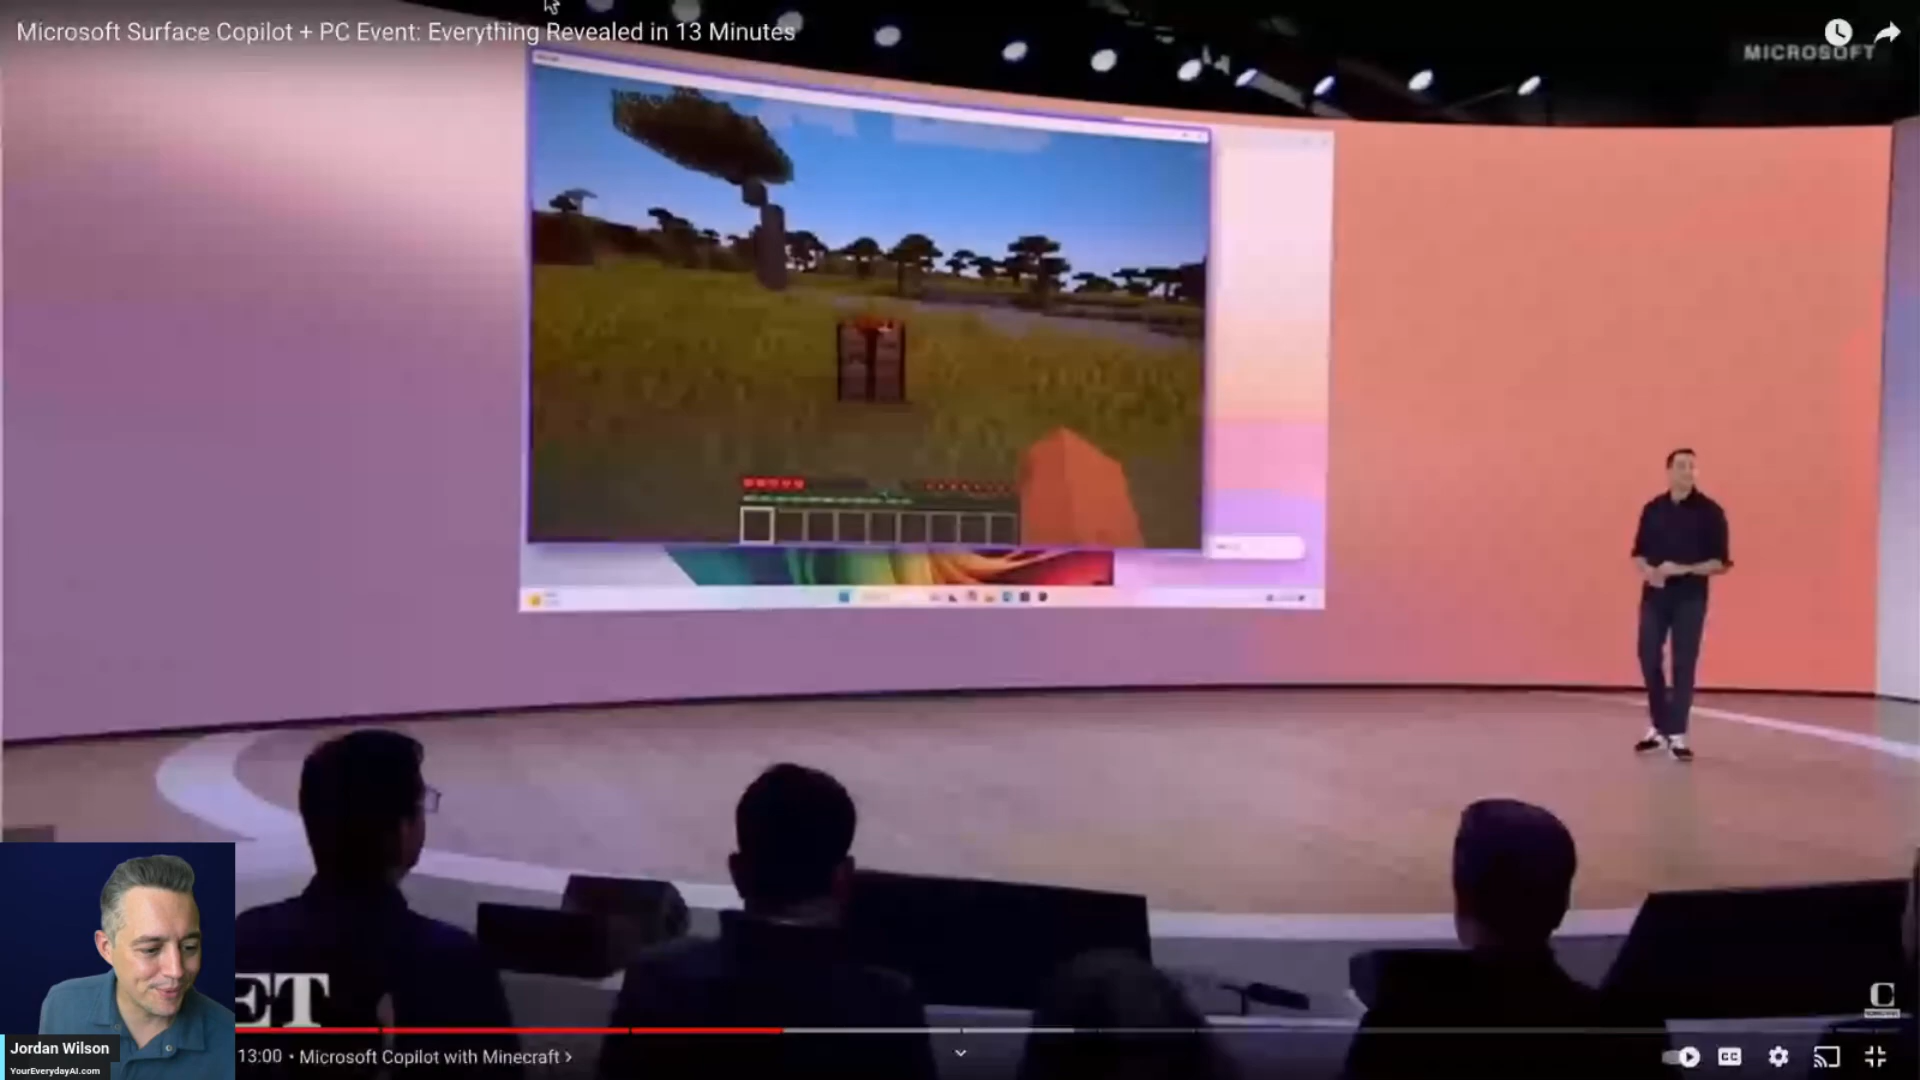 Microsoft Surface Copilot + PC Event: Everything Revealed in 13 Minutes
MICROSOFT
ET
C
Jordan Wilson
YourEverydayAI.com
13:00 • Microsoft Copilot with Minecraft >
CC